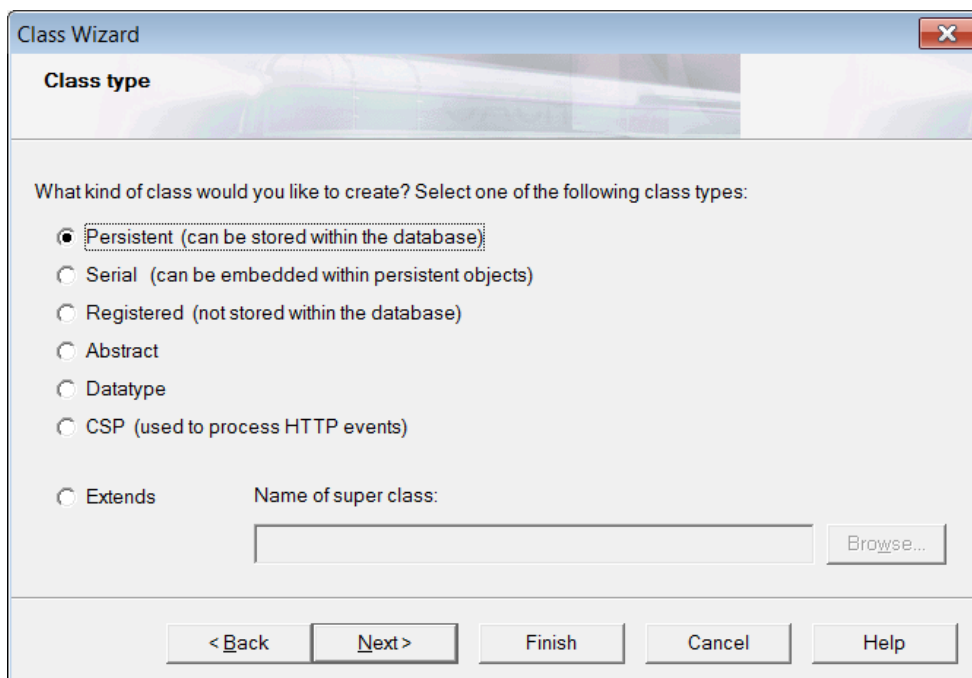 Class Wizard
Class type
What kind of class would you like to create? Select one of the following class types:
Persistent (can be stored within the database)
Serial (can be embedded within persistent objects)
Registered (not stored within the database)
Abstract
Datatype
CSP (used to process HTTP events)
Extends Name of super class:
Browse...
< Back Next > Finish Cancel Help